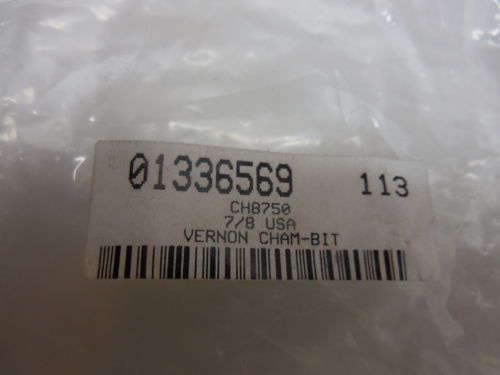 01336569 113
CH8750
7/8 USA
VERNON CHAM-BIT